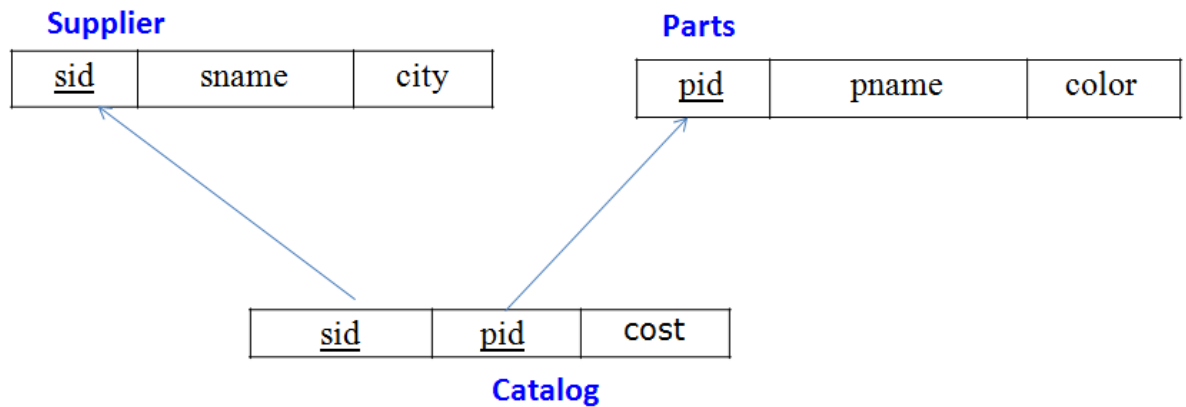 Supplier
sid sname city
Parts
pid pname color
sid pid cost
Catalog